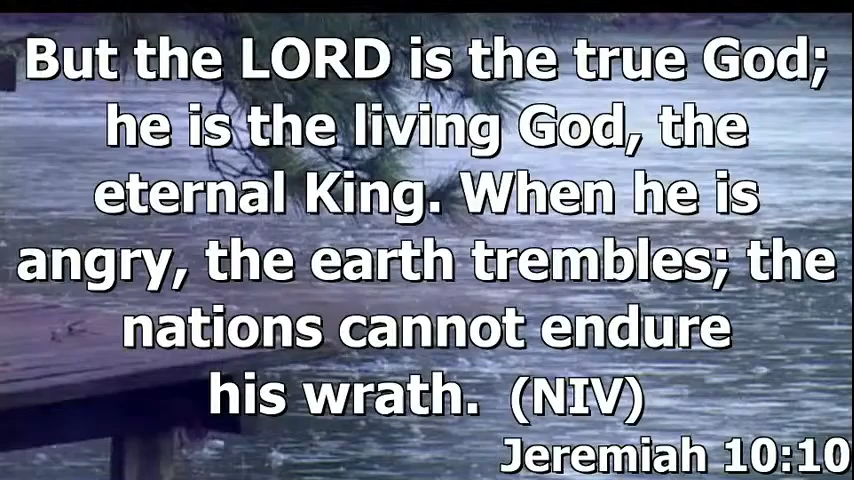 But the LORD is the true God;
he is the living God, the
eternal King. When he is
angry, the earth trembles; the
nations cannot endure
his wrath. (NIV)
Jeremiah 10:10